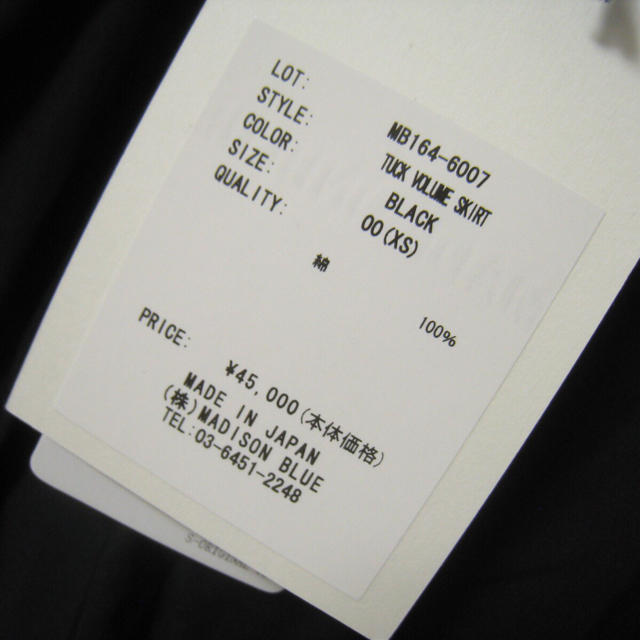 LOT: MB164-6007
STYLE: TUCK VOLUME SKIRT
COLOR: BLACK
SIZE: 00(XS)
QUALITY:
綿 100%
PRICE: ¥45,000(本体価格)
MADE IN JAPAN
(株)MADISON BLUE
TEL:03-6451-2248